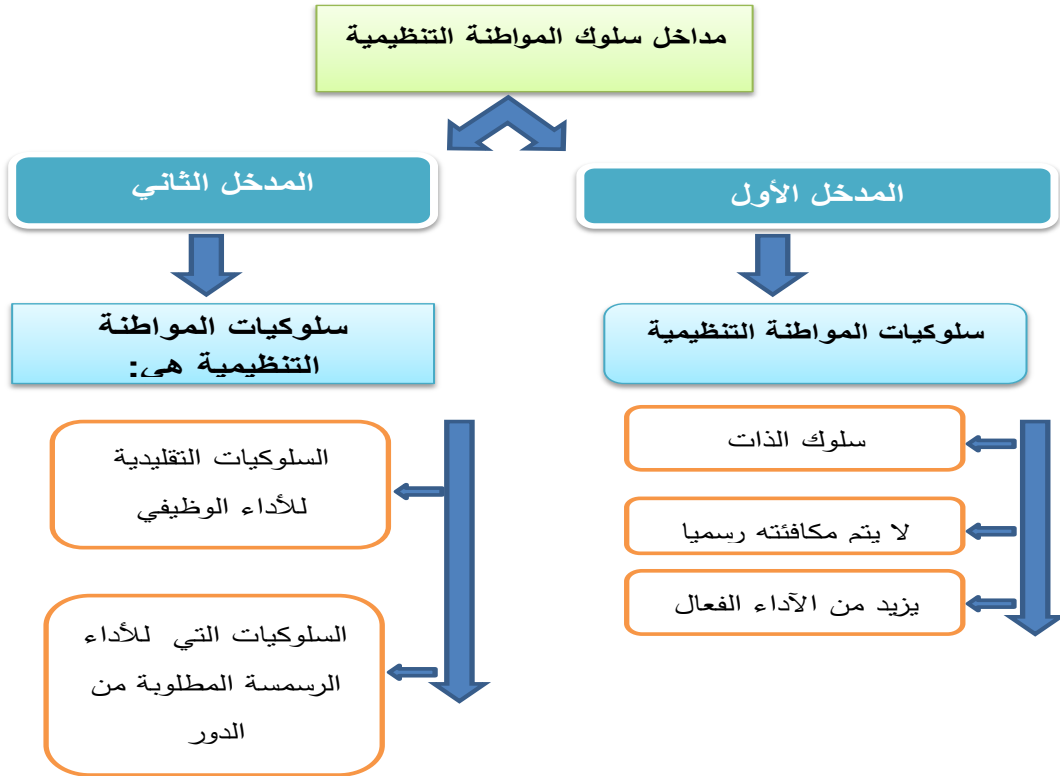 مداخل سلوك المواطنة التنظيمية
المدخل الأول
المدخل الثاني
سلوكيات المواطنة التنظيمية
سلوك الذات
لا يتم مكافئته رسميا
يزيد من الآداء الفعال
سلوكيات المواطنة
التنظيمية هي:
السلوكيات التقليدية
للأداء الوظيفي
السلوكيات التي للأداء
الرسمسة المطلوبة من
الدور